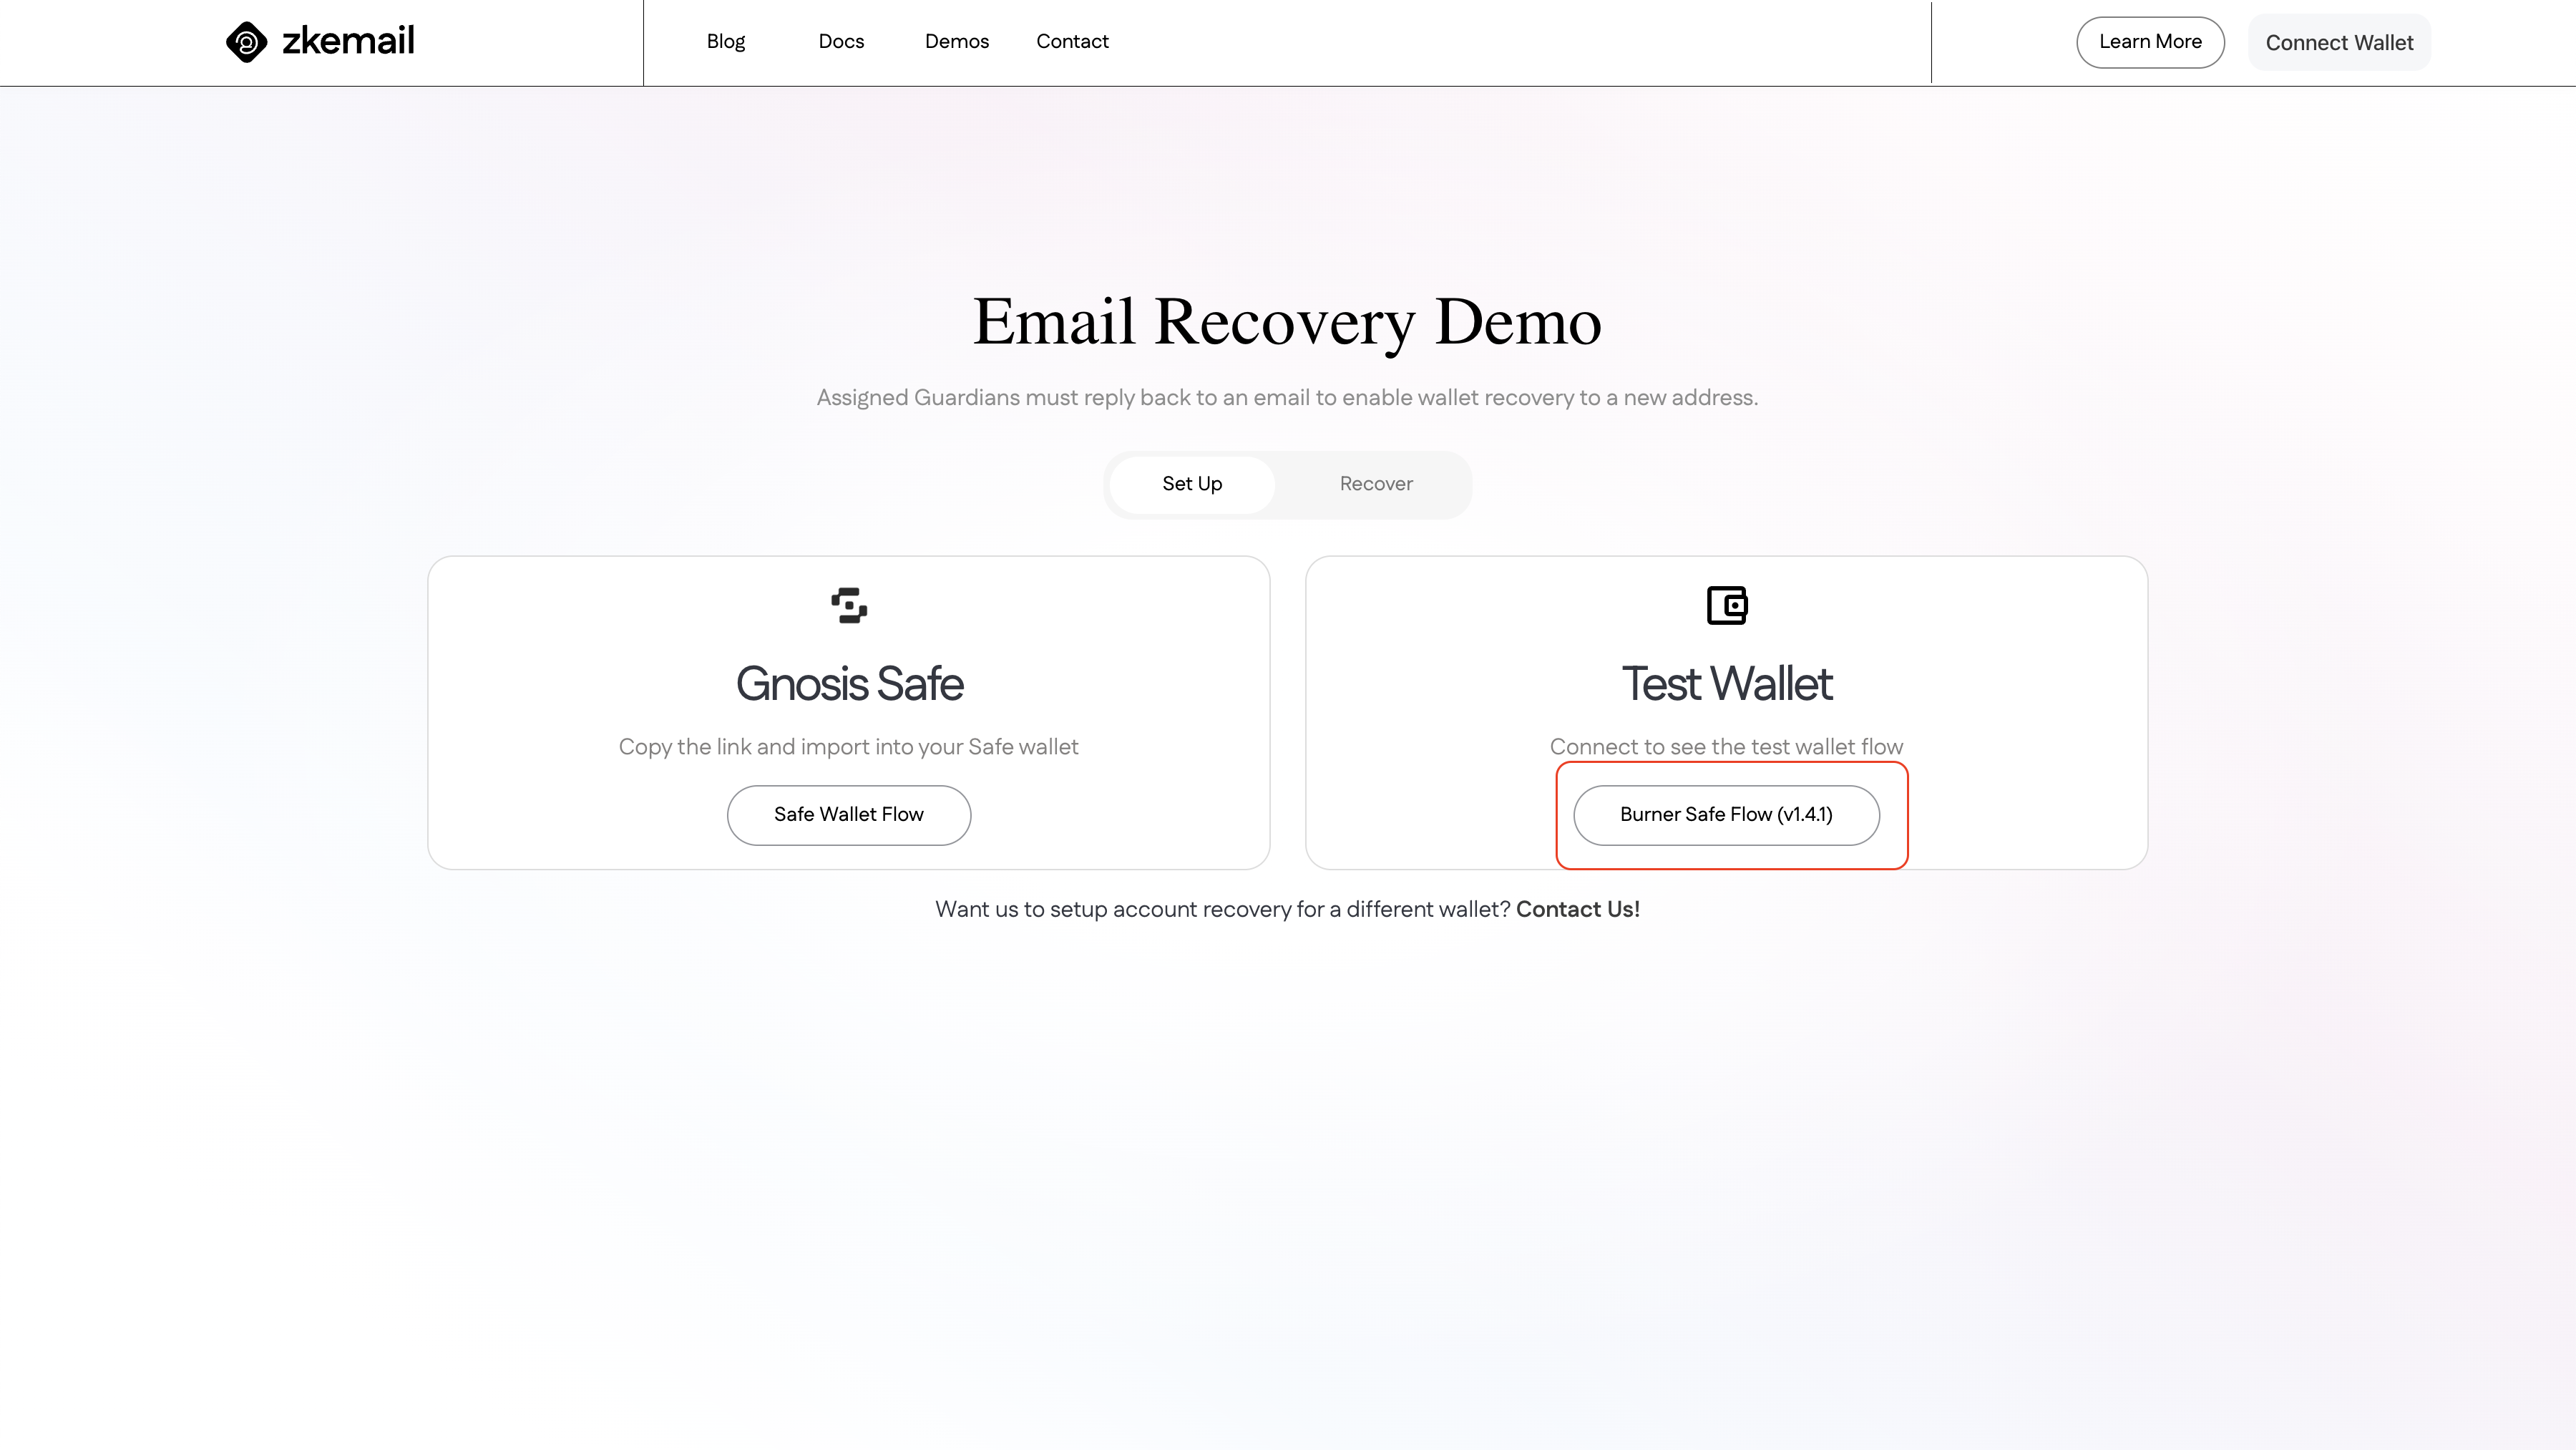 zkemail
Blog
Docs
Demos
Contact
Learn More
Connect Wallet
Email Recovery Demo
Assigned Guardians must reply back to an email to enable wallet recovery to a new address.
Set Up
Recover
Gnosis Safe
Copy the link and import into your Safe wallet
Safe Wallet Flow
Test Wallet
Connect to see the test wallet flow
Burner Safe Flow (v1.4.1)
Want us to setup account recovery for a different wallet? Contact Us!